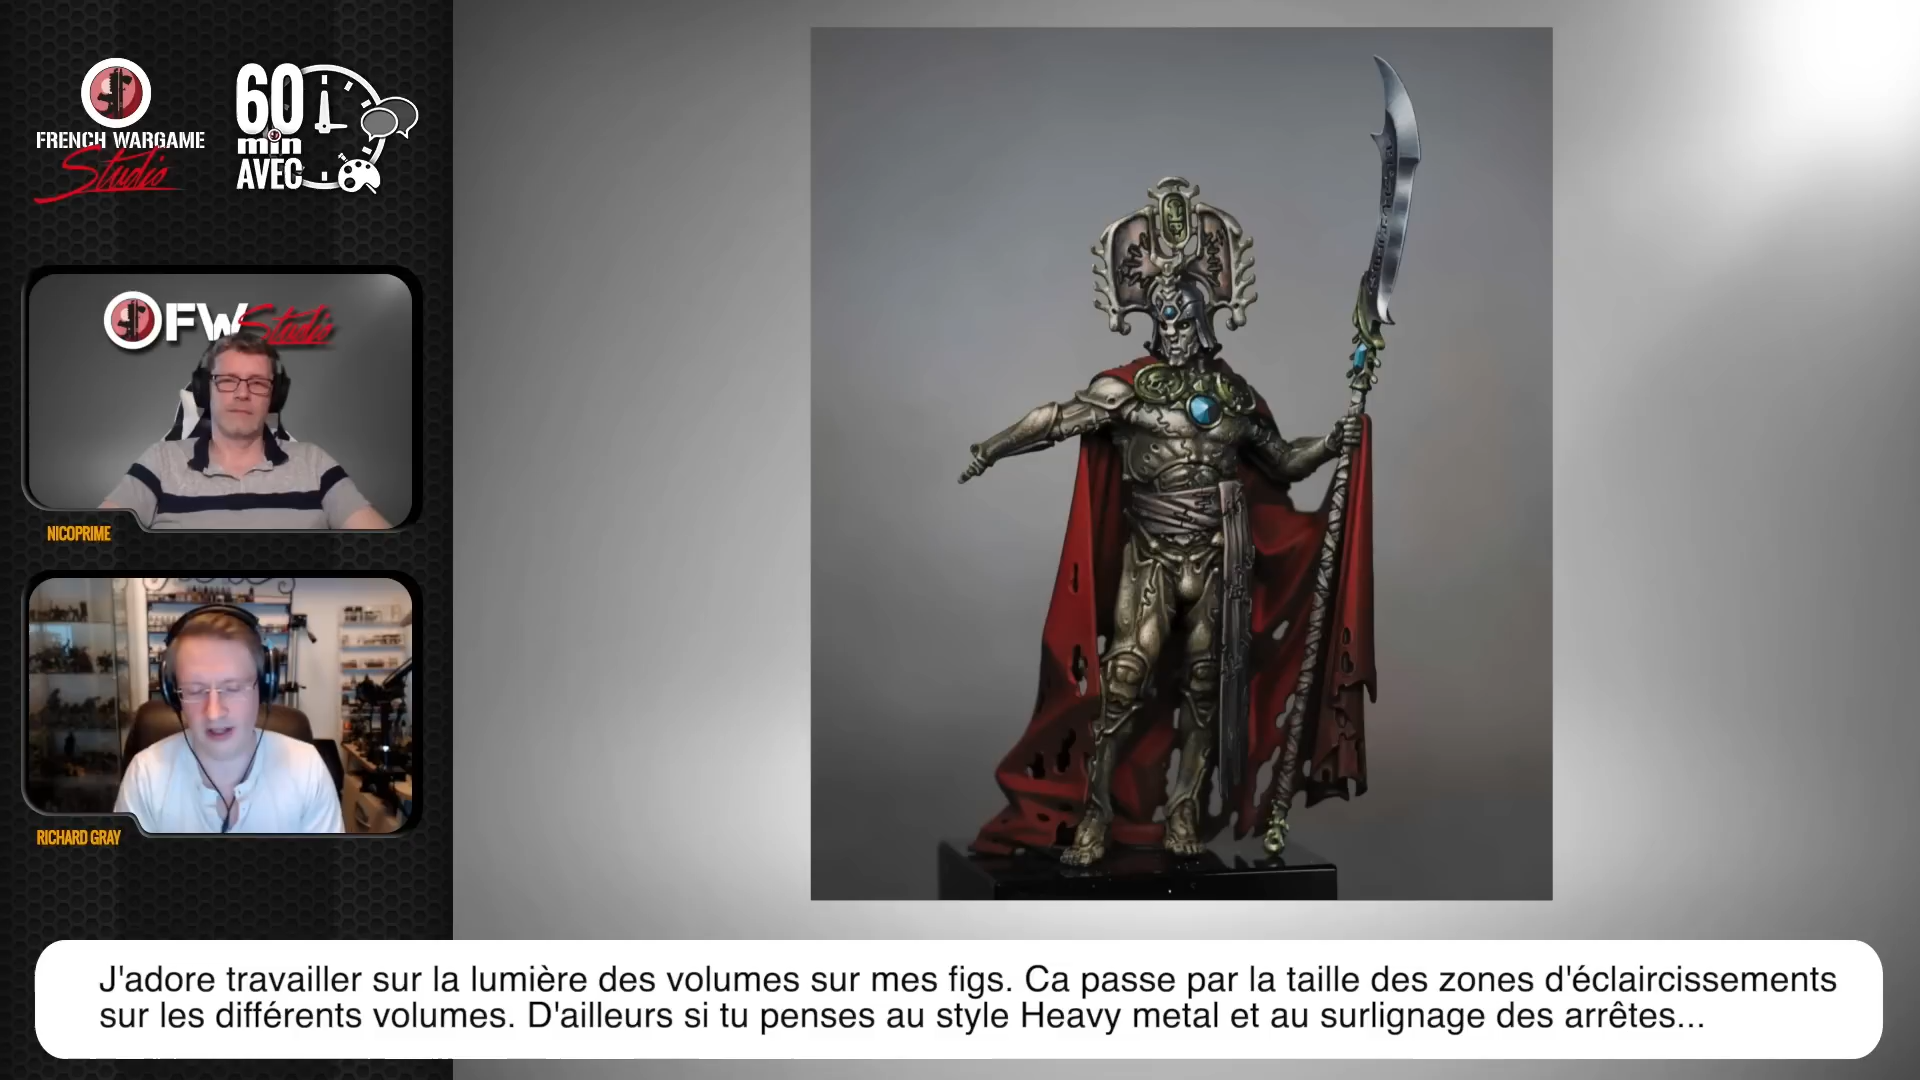 FRENCH WARGAME
Studio
60
min
AVEC
FW Studio
NICOPRIME
RICHARD GRAY
J'adore travailler sur la lumière des volumes sur mes figs. Ca passe par la taille des zones d'éclaircissements
sur les différents volumes. D'ailleurs si tu penses au style Heavy metal et au surlignage des arrêtes...